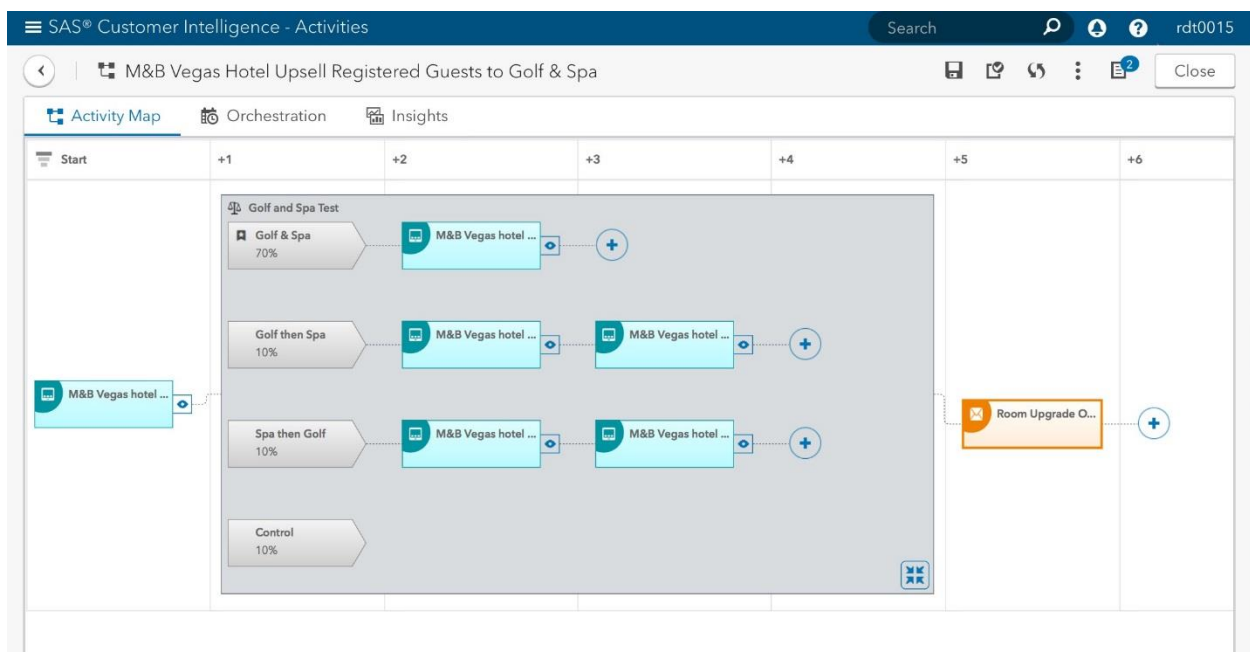 SAS® Customer Intelligence - Activities
Search
rdt0015
M&B Vegas Hotel Upsell Registered Guests to Golf & Spa
2
Close
Activity Map
Orchestration
Insights
Start
+1
+2
+3
+4
+5
+6
Golf and Spa Test
Golf & Spa
70%
M&B Vegas hotel ...
Golf then Spa
10%
M&B Vegas hotel ...
M&B Vegas hotel ...
M&B Vegas hotel ...
Room Upgrade O...
Spa then Golf
10%
M&B Vegas hotel ...
M&B Vegas hotel ...
Control
10%